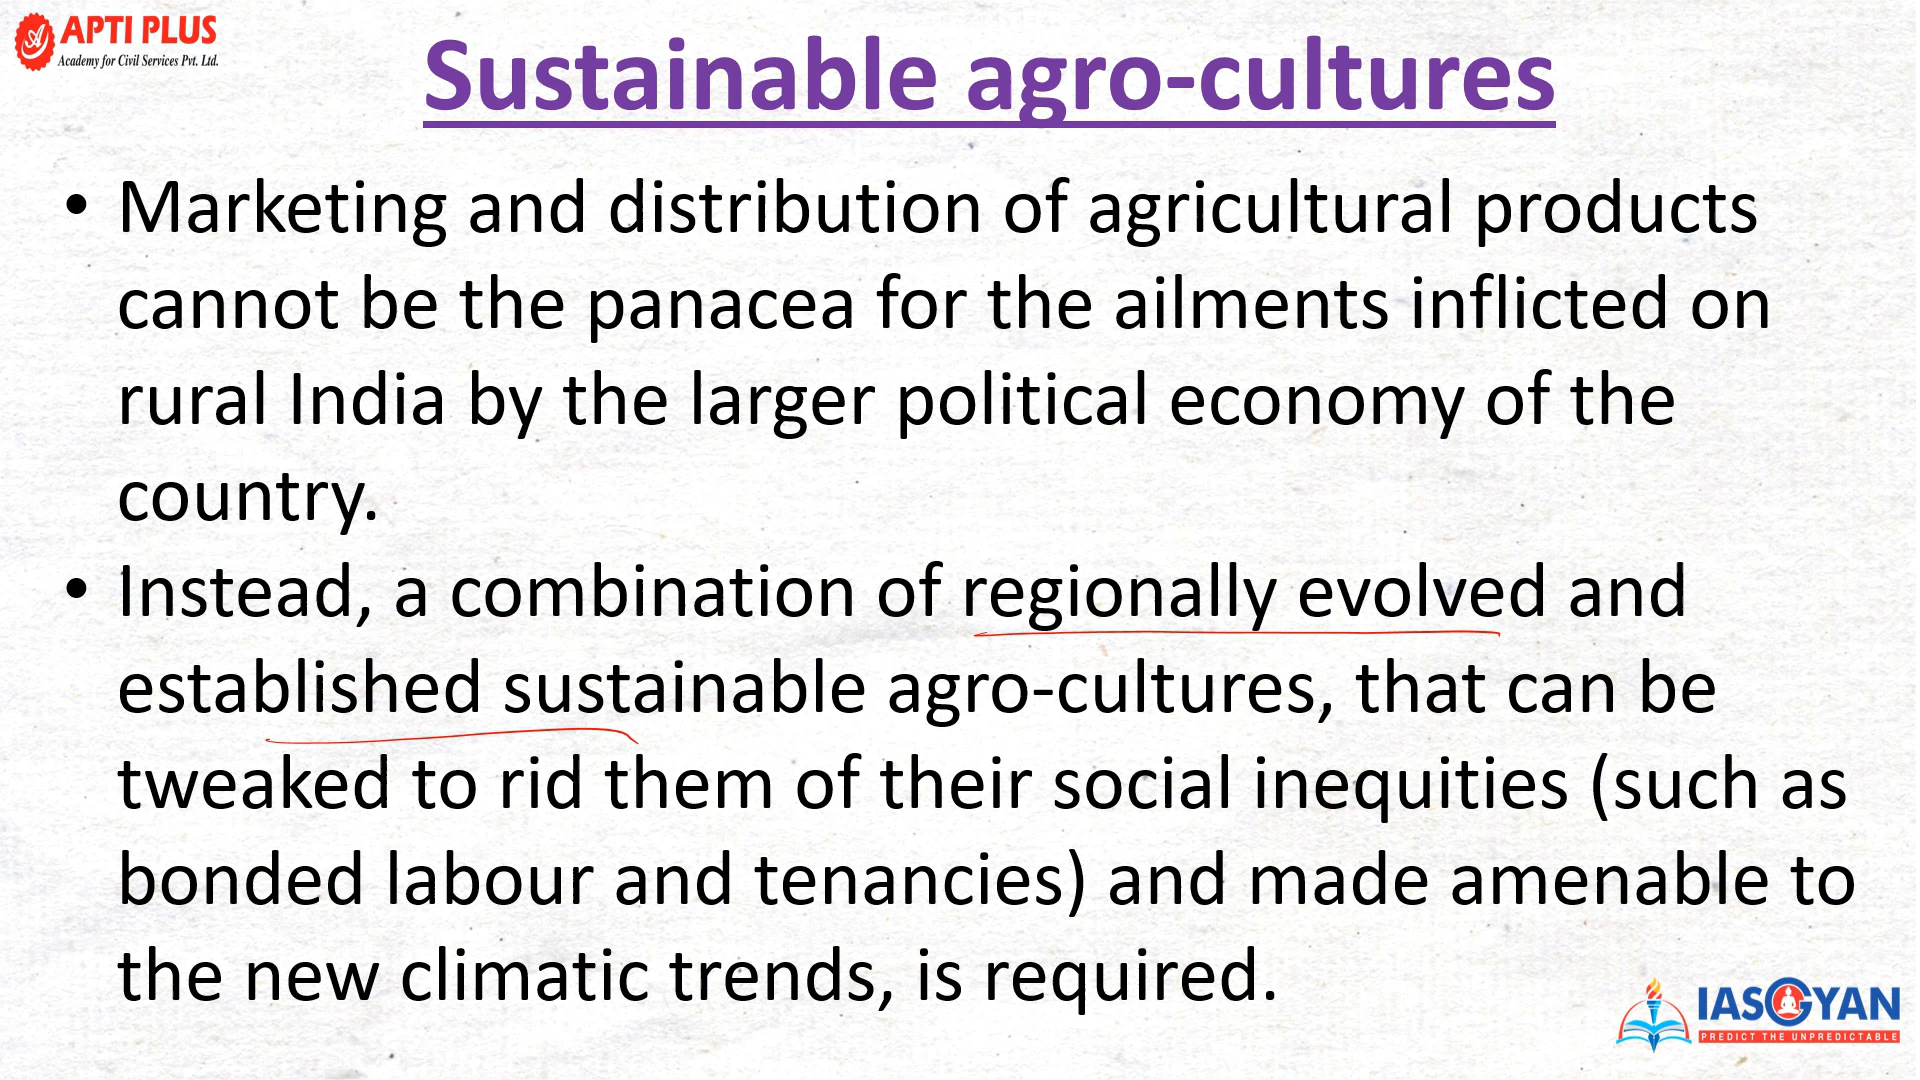 APTI PLUS
Academy for Civil Services Pvt. Ltd.
Sustainable agro-cultures
• Marketing and distribution of agricultural products
cannot be the panacea for the ailments inflicted on
rural India by the larger political economy of the
country.
• Instead, a combination of regionally evolved and
established sustainable agro-cultures, that can be
tweaked to rid them of their social inequities (such as
bonded labour and tenancies) and made amenable to
the new climatic trends, is required.
IASGYAN
PREDICT THE UNPREDICTABLE